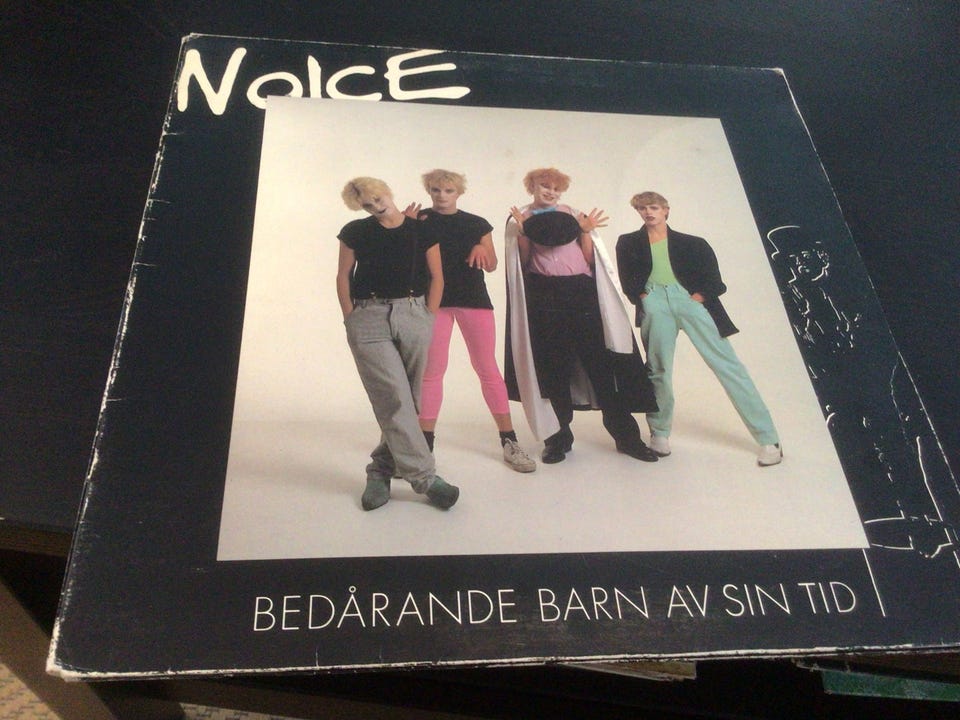 NOICE
BEDÅRANDE BARN AV SIN TID